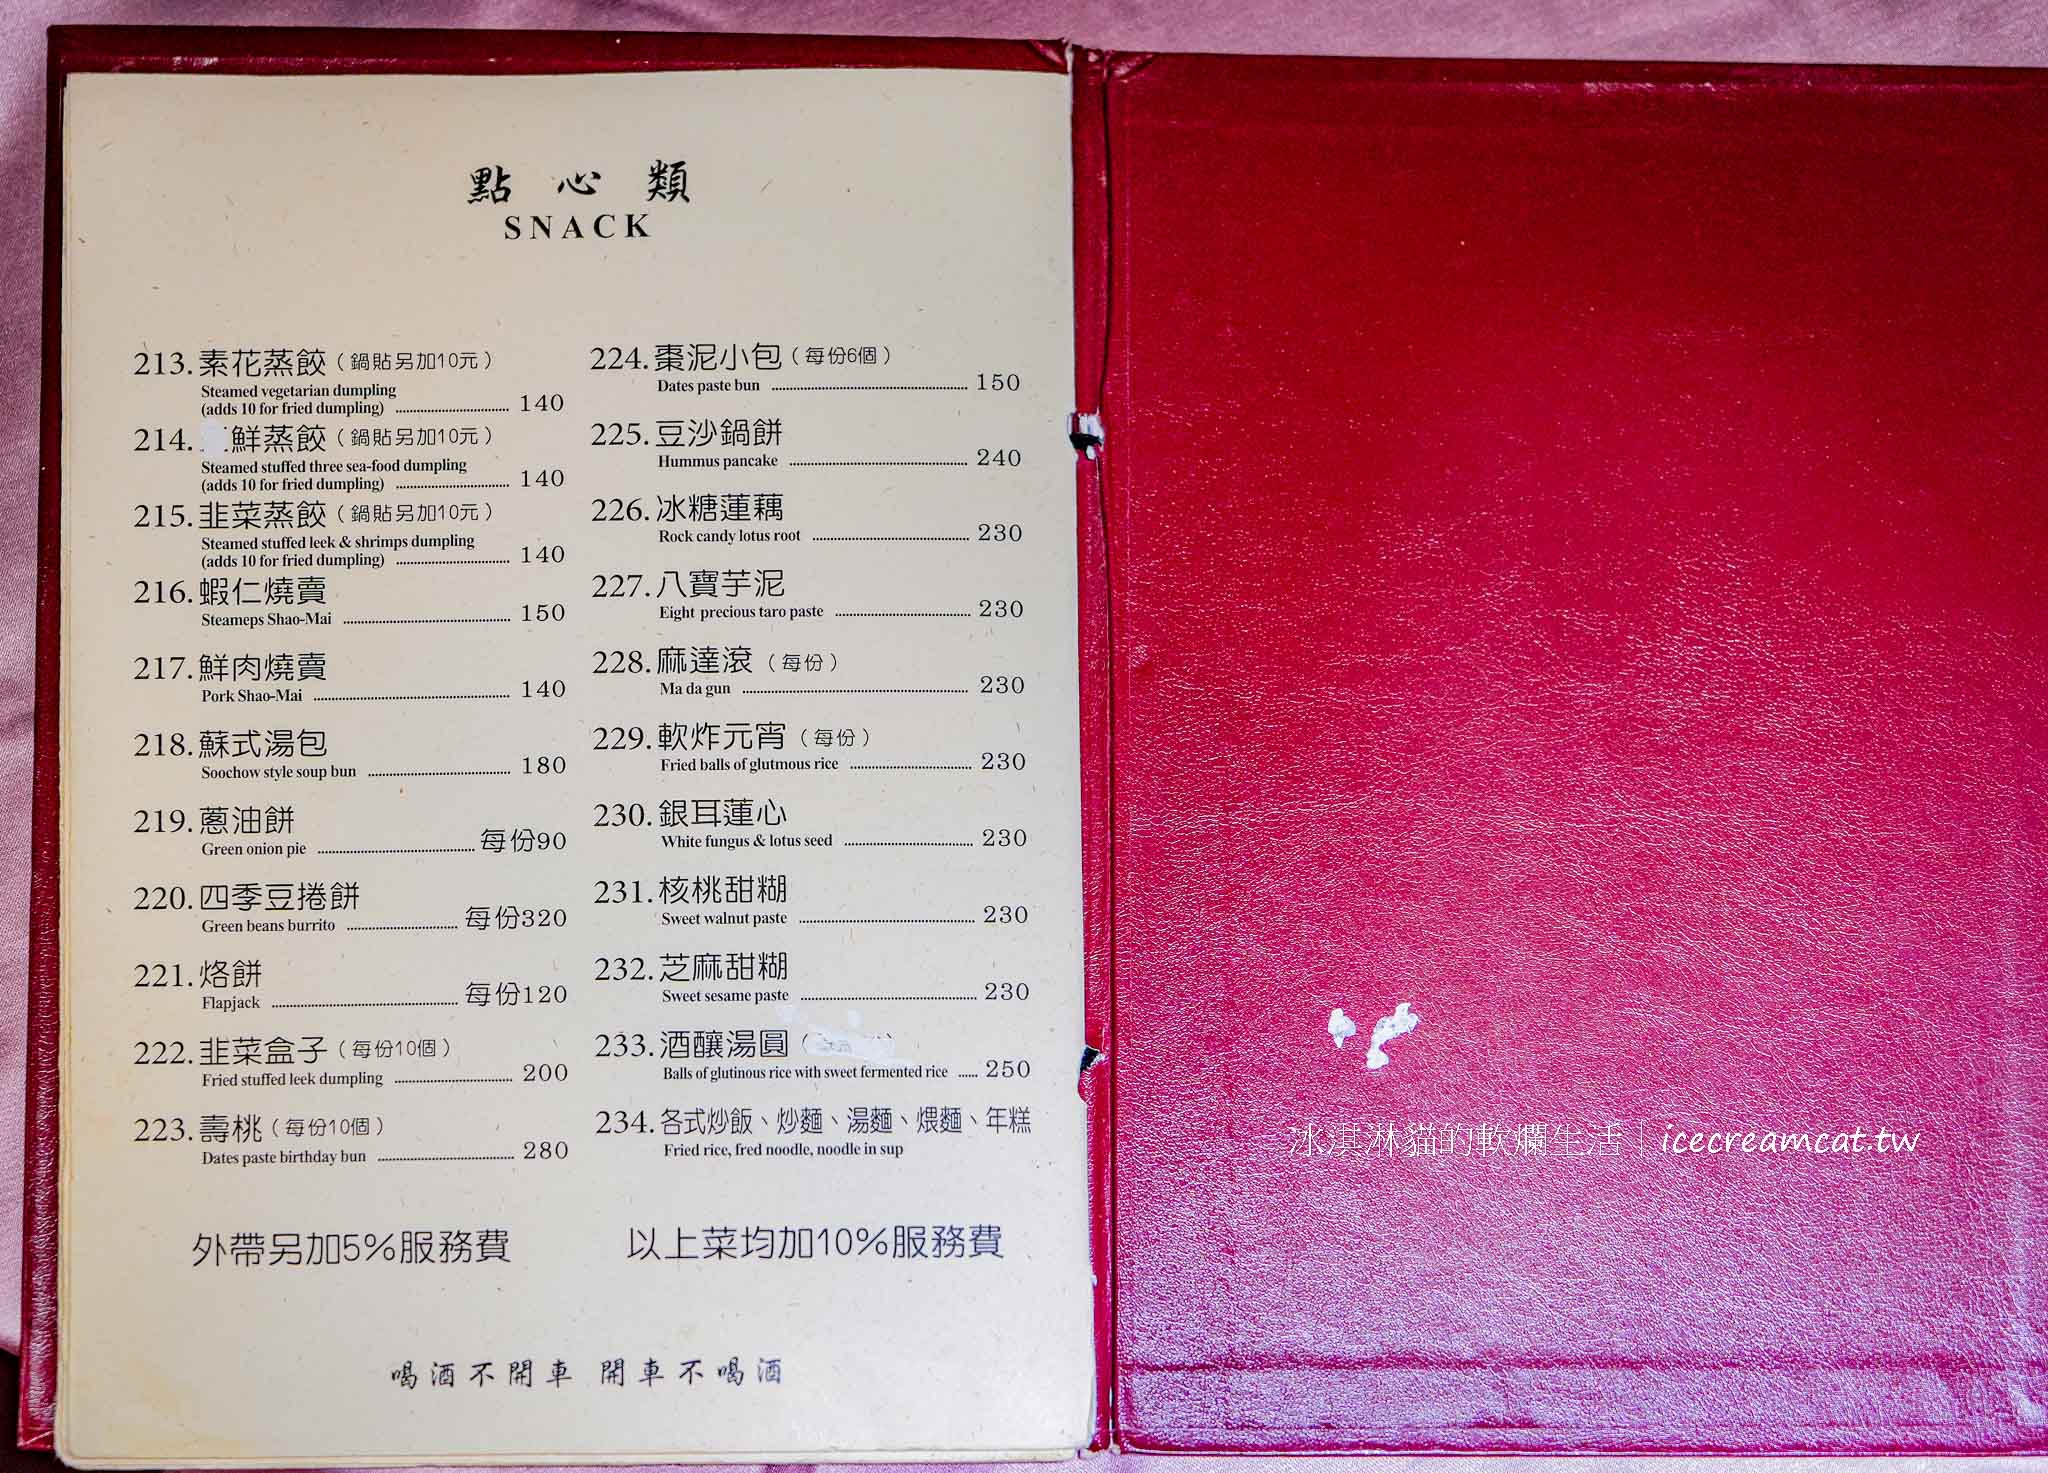 點心類
SNACK
213.素花蒸餃(鍋貼另加10元)
Steamed vegetarian dumpling
(adds 10 for fried dumpling) 140
214. 鮮蒸餃(鍋貼另加10元)
Steamed stuffed three sea-food dumpling
(adds 10 for fried dumpling) 140
215.韭菜蒸餃(鍋貼另加10元)
Steamed stuffed leek & shrimps dumpling
(adds 10 for fried dumpling) 140
216.蝦仁燒賣
Steameps Shao-Mai 150
217.鮮肉燒賣
Pork Shao-Mai 140
218.蘇式湯包
Soochow style soup bun 180
219.蔥油餅
Green onion pie 每份90
220.四季豆捲餅
Green beans burrito 每份320
221.烙餅
Flapjack 每份120
222.韭菜盒子(每份10個)
Fried stuffed leek dumpling 200
223.壽桃(每份10個)
Dates paste birthday bun 280
224.棗泥小包(每份6個)
Dates paste bun 150
225.豆沙鍋餅
Hummus pancake 240
226.冰糖蓮藕
Rock candy lotus root 230
227.八寶芋泥
Eight precious taro paste 230
228.麻達滾(每份)
Ma da gun 230
229.軟炸元宵(每份)
Fried balls of glutmous rice 230
230.銀耳蓮心
White fungus & lotus seed 230
231.核桃甜糊
Sweet walnut paste 230
232.芝麻甜糊
Sweet sesame paste 230
233.酒釀湯圓
Balls of glutinous rice with sweet fermented rice 250
234.各式炒飯、炒麵、湯麵、煨麵、年糕
Fried rice, fred noodle, noodle in sup
外帶另加5%服務費
以上菜均加10%服務費
喝酒不開車 開車不喝酒
冰淇淋貓的軟爛生活|icecreamcat.tw